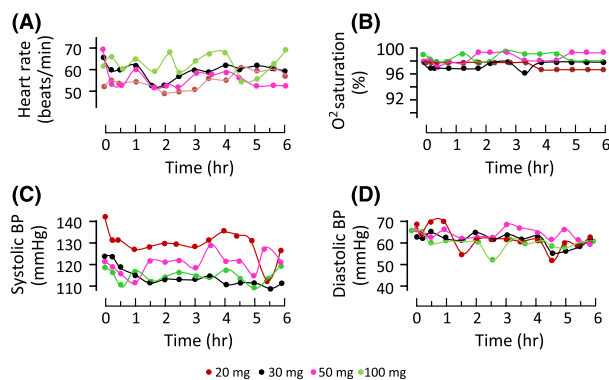 (A)
Heart rate
(beats/min)
70
60
50
0 1 2 3 4 5 6
Time (hr)
(B)
O2 saturation
(%)
100
98
96
92
0 1 2 3 4 5 6
Time (hr)
(C)
Systolic BP
(mmHg)
140
130
120
110
0 1 2 3 4 5 6
Time (hr)
(D)
Diastolic BP
(mmHg)
70
60
50
40
0 1 2 3 4 5 6
Time (hr)
20 mg 30 mg 50 mg 100 mg